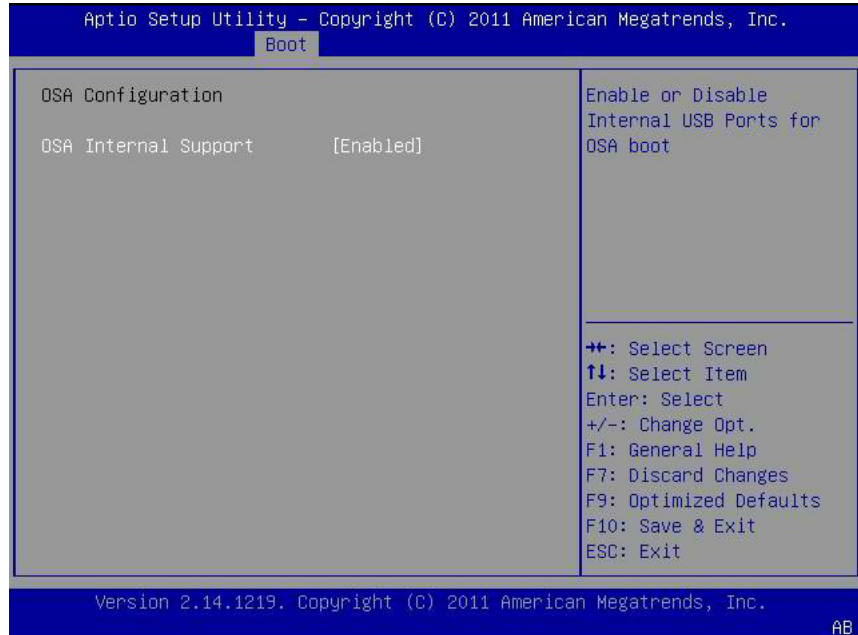 Aptio Setup Utility – Copyright (C) 2011 American Megatrends, Inc.
Boot
OSA Configuration
OSA Internal Support [Enabled]
Enable or Disable
Internal USB Ports for
OSA boot
→←: Select Screen
↑↓: Select Item
Enter: Select
+/-: Change Opt.
F1: General Help
F7: Discard Changes
F9: Optimized Defaults
F10: Save & Exit
ESC: Exit
Version 2.14.1219. Copyright (C) 2011 American Megatrends, Inc.
AB